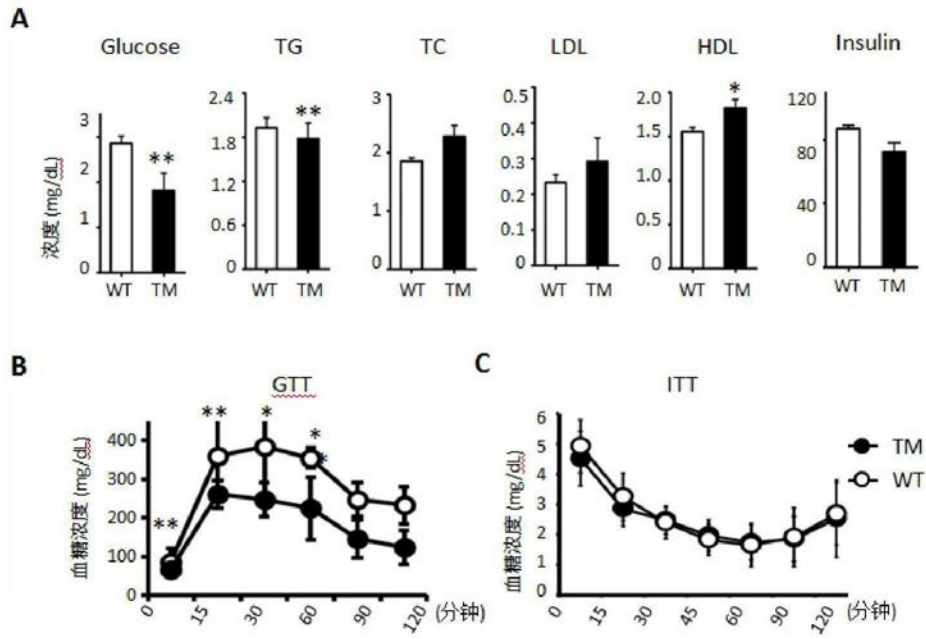 A
Glucose
TG
TC
LDL
HDL
Insulin
浓度 (mg/dL)
3
2
1
0
**
WT TM
2.4
1.8
1.2
0.6
0
**
WT TM
3
2
1
0
WT TM
0.5
0.4
0.3
0.2
0.1
0
WT TM
2.0
1.5
1.0
0.5
0
*
WT TM
120
80
40
0
WT TM
B
GTT
血糖浓度 (mg/dL)
400
300
200
100
**
**
*
*
*
0 15 30 60 90 120 (分钟)
C
ITT
血糖浓度 (mg/dL)
6
5
4
3
2
1
0
0 15 30 50 60 90 120 (分钟)
TM
WT